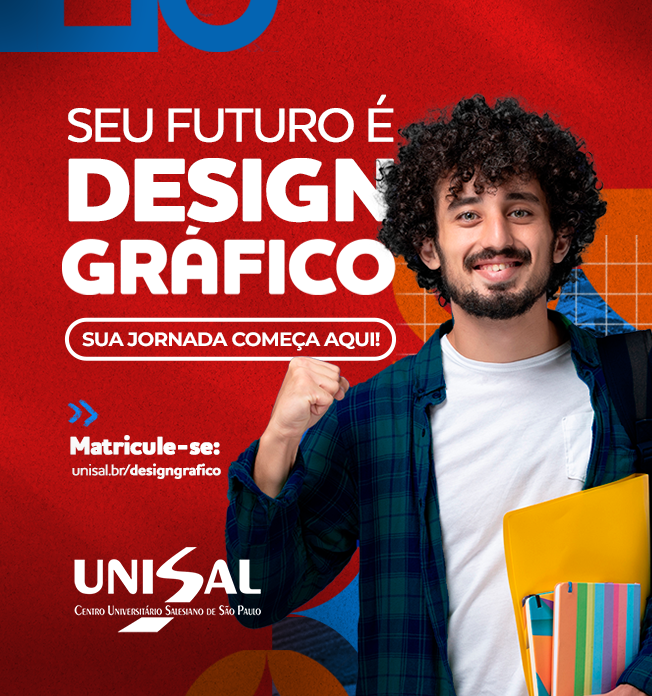 SEU FUTURO É
DESIGN
GRÁFICO
SUA JORNADA COMEÇA AQUI!
Matricule-se:
unisal.br/designgrafico
UNISAL
CENTRO UNIVERSITÁRIO SALESIANO DE SÃO PAULO